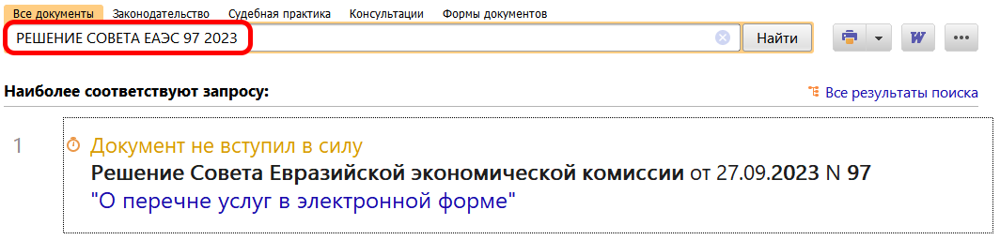 Все документы Законодательство Судебная практика Консультации Формы документов
РЕШЕНИЕ СОВЕТА ЕАЭС 97 2023 Найти W
Наиболее соответствуют запросу: Все результаты поиска
1 Документ не вступил в силу
Решение Совета Евразийской экономической комиссии от 27.09.2023 N 97
"О перечне услуг в электронной форме"